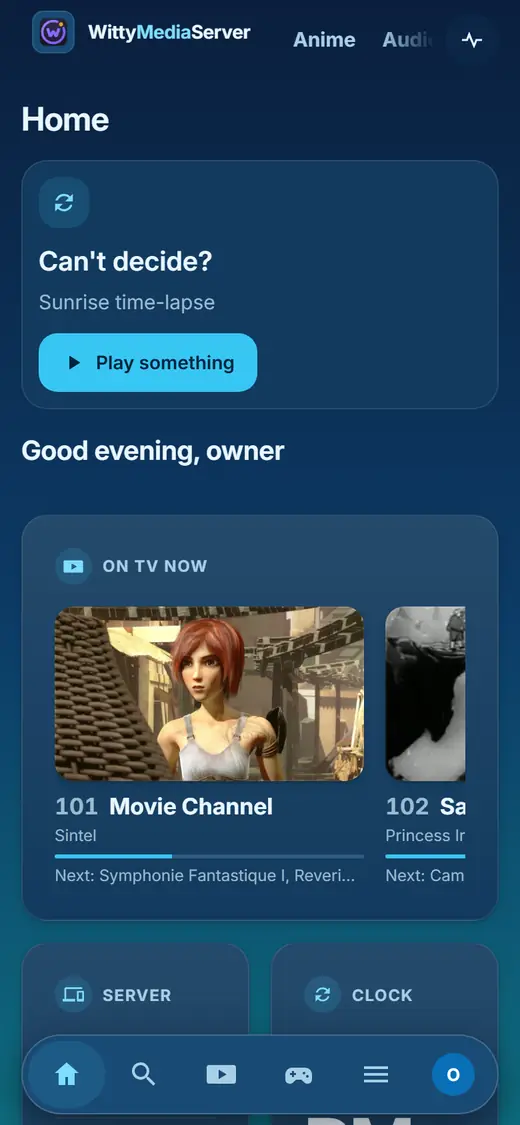 WittyMediaServer
Anime
Home
Can't decide?
Sunrise time-lapse
Play something
Good evening, owner
ON TV NOW
101 Movie Channel
Sintel
Next: Symphonie Fantastique I, Reveri...
102
Princess
Next:
SERVER
CLOCK
O